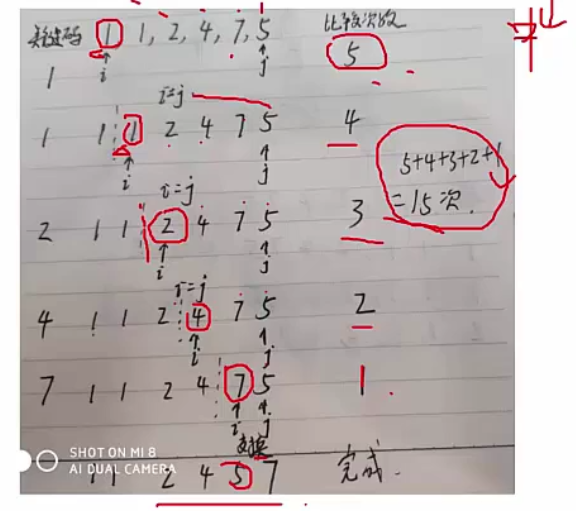 关键码 1 1, 2, 4, 7, 5 比较次数
1 i j 5
i=j
1 1 1 2 4 7 5 4
i j
5+4+3+2+1
=15次.
i=j
2 1 1 2 4 7 5 3
i j
i=j
4 1 1 2 4 7 5 2
i j
7 1 1 2 4 7 5 1.
i j
交换
SHOT ON MI 8
AI DUAL CAMERA
1 1 2 4 5 7 完成.